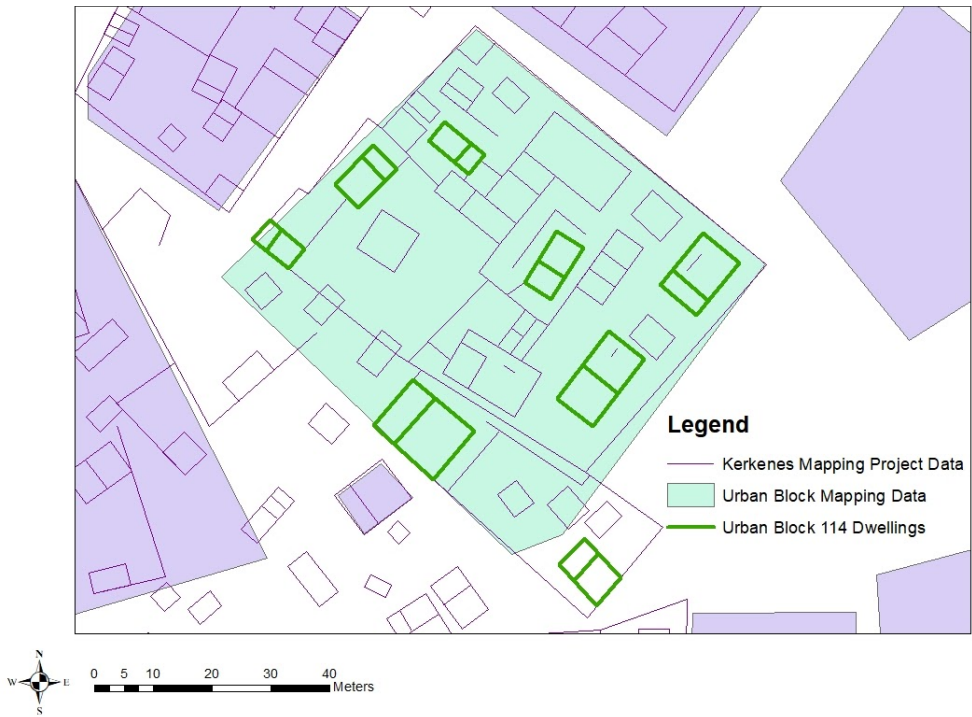 Legend
Kerkenes Mapping Project Data
Urban Block Mapping Data
Urban Block 114 Dwellings
N
W E
S
0 5 10 20 30 40
Meters